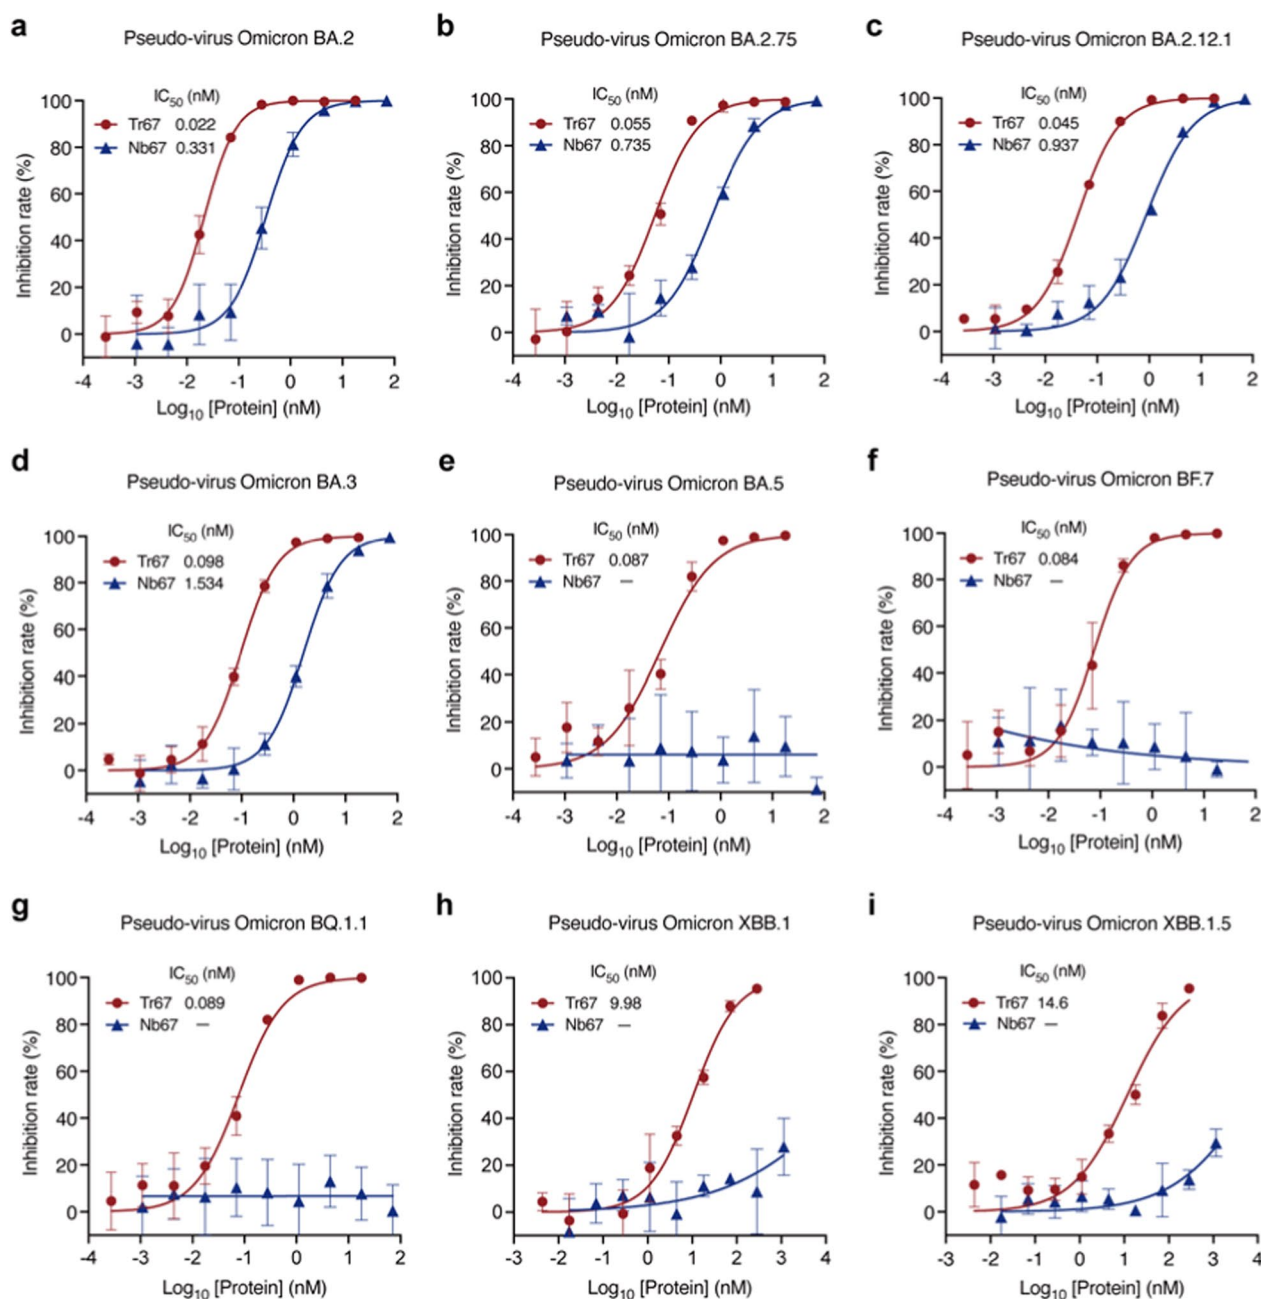 a
Pseudo-virus Omicron BA.2
IC50 (nM)
Tr67 0.022
Nb67 0.331
Inhibition rate (%)
100
80
60
40
20
0
-4 -3 -2 -1 0 1 2
Log10 [Protein] (nM)
b
Pseudo-virus Omicron BA.2.75
IC50 (nM)
Tr67 0.055
Nb67 0.735
Inhibition rate (%)
100
80
60
40
20
0
-4 -3 -2 -1 0 1 2
Log10 [Protein] (nM)
c
Pseudo-virus Omicron BA.2.12.1
IC50 (nM)
Tr67 0.045
Nb67 0.937
Inhibition rate (%)
100
80
60
40
20
0
-4 -3 -2 -1 0 1 2
Log10 [Protein] (nM)
d
Pseudo-virus Omicron BA.3
IC50 (nM)
Tr67 0.098
Nb67 1.534
Inhibition rate (%)
100
80
60
40
20
0
-4 -3 -2 -1 0 1 2
Log10 [Protein] (nM)
e
Pseudo-virus Omicron BA.5
IC50 (nM)
Tr67 0.087
Nb67 —
Inhibition rate (%)
100
80
60
40
20
0
-4 -3 -2 -1 0 1 2
Log10 [Protein] (nM)
f
Pseudo-virus Omicron BF.7
IC50 (nM)
Tr67 0.084
Nb67 —
Inhibition rate (%)
100
80
60
40
20
0
-4 -3 -2 -1 0 1 2
Log10 [Protein] (nM)
g
Pseudo-virus Omicron BQ.1.1
IC50 (nM)
Tr67 0.089
Nb67 —
Inhibition rate (%)
100
80
60
40
20
0
-4 -3 -2 -1 0 1 2
Log10 [Protein] (nM)
h
Pseudo-virus Omicron XBB.1
IC50 (nM)
Tr67 9.98
Nb67 —
Inhibition rate (%)
100
80
60
40
20
0
-3 -2 -1 0 1 2 3 4
Log10 [Protein] (nM)
i
Pseudo-virus Omicron XBB.1.5
IC50 (nM)
Tr67 14.6
Nb67 —
Inhibition rate (%)
100
80
60
40
20
0
-3 -2 -1 0 1 2 3 4
Log10 [Protein] (nM)